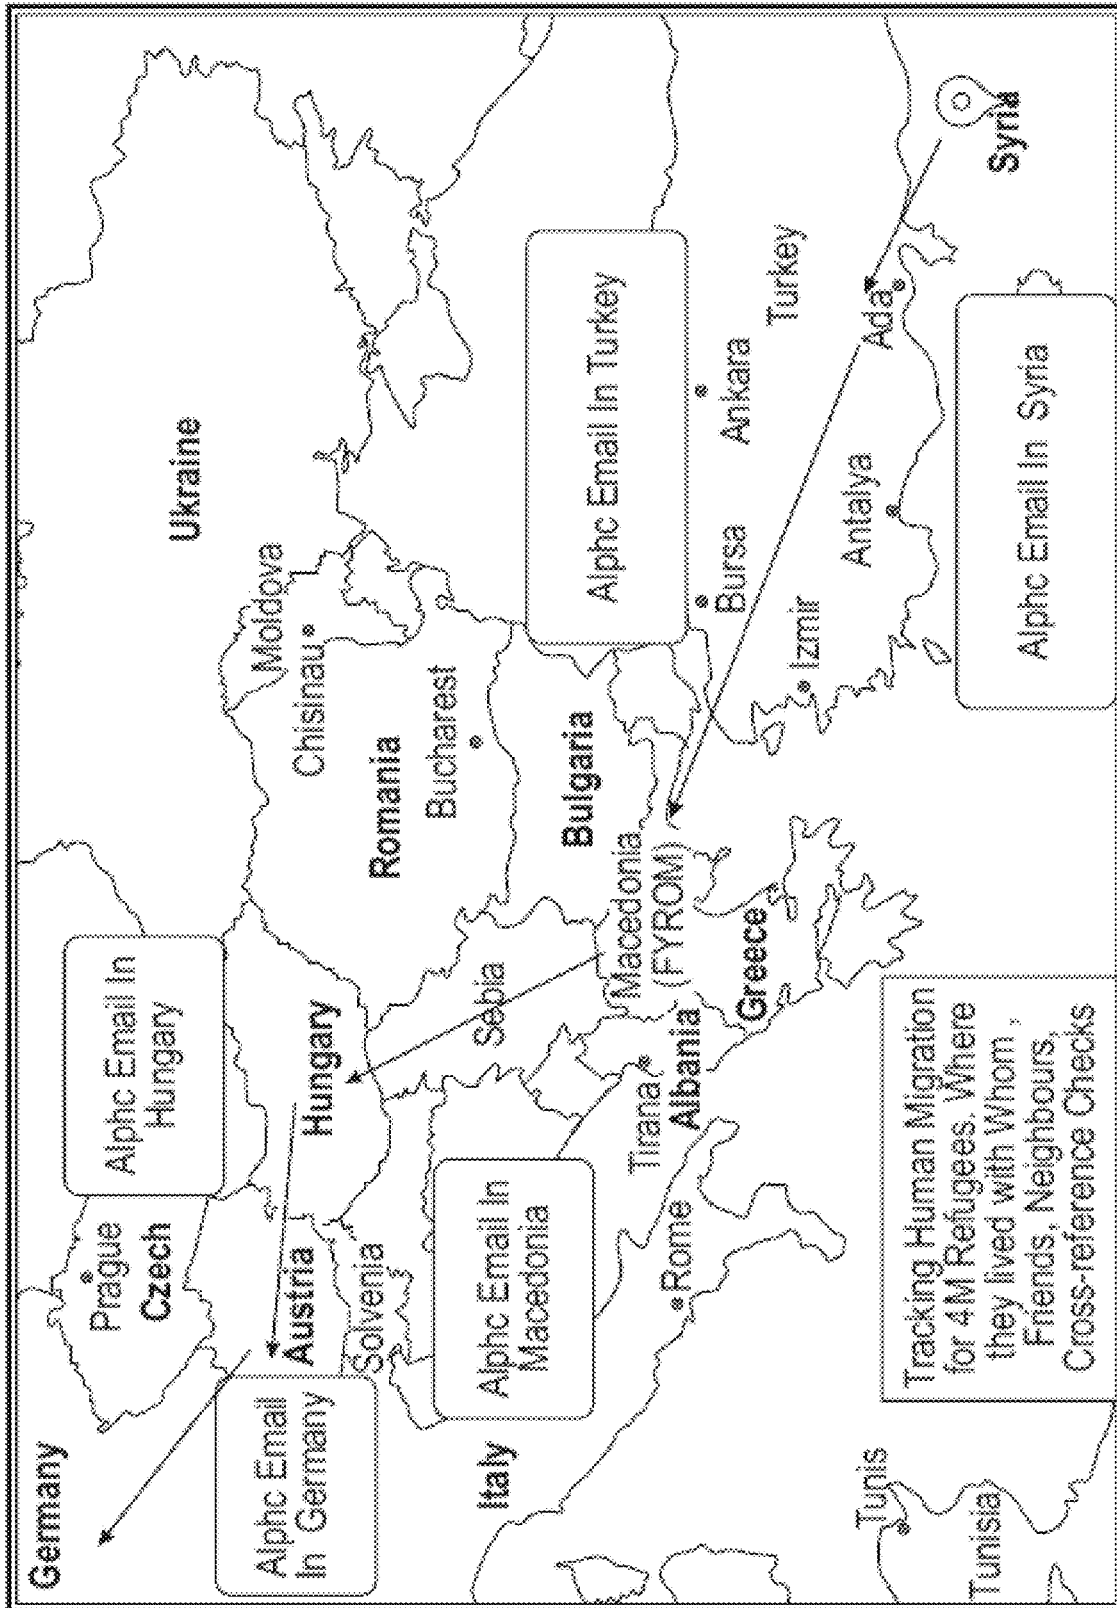 Germany
Prague
Czech
Alphc Email In
Hungary
Ukraine
Alphc Email
In Germany
Austria
Solvenia
Hungary
Moldova
Chisinau
Romania
Bucharest
Italy
Alphc Email In
Macedonia
Sebia
Bulgaria
Alphc Email In Turkey
Rome
Tirana
Albania
Macedonia
(FYROM)
Greece
Bursa
Ankara
Turkey
Izmir
Antalya
Ada
Syria
Tunis
Tunisia
Tracking Human Migration
for 4M Refugees. Where
they lived with Whom ,
Friends, Neighbours,
Cross-reference Checks
Alphc Email In Syria